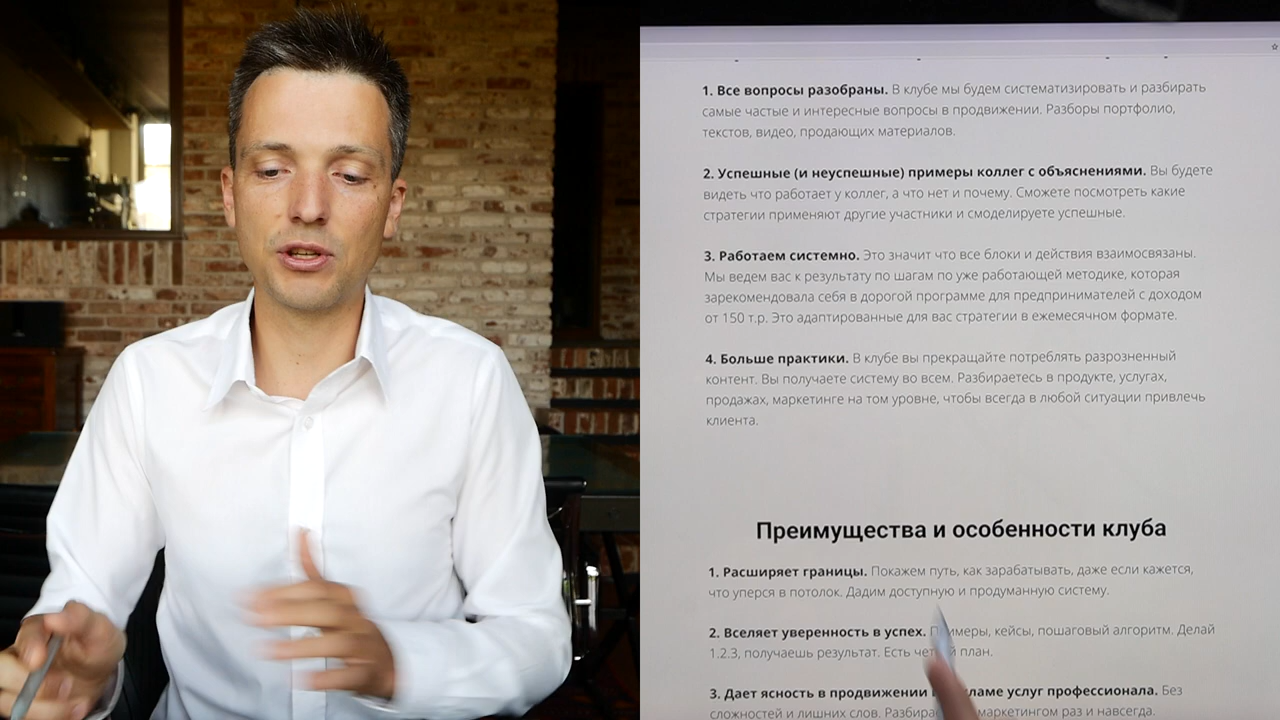 1. Все вопросы разобраны. В клубе мы будем систематизировать и разбирать
самые частые и интересные вопросы в продвижении. Разборы портфолио,
текстов, видео, продающих материалов.
2. Успешные (и неуспешные) примеры коллег с объяснениями. Вы будете
видеть что работает у коллег, а что нет и почему. Сможете посмотреть какие
стратегии применяют другие участники и смоделируете успешные.
3. Работаем системно. Это значит что все блоки и действия взаимосвязаны.
Мы ведем вас к результату по шагам по уже работающей методике, которая
зарекомендовала себя в дорогой программе для предпринимателей с доходом
от 150 т.р. Это адаптированные для вас стратегии в ежемесячном формате.
4. Больше практики. В клубе вы прекращайте потреблять разрозненный
контент. Вы получаете систему во всем. Разбираетесь в продукте, услугах,
продажах, маркетинге на том уровне, чтобы всегда в любой ситуации привлечь
клиента.
Преимущества и особенности клуба
1. Расширяет границы. Покажем путь, как зарабатывать, даже если кажется,
что уперся в потолок. Дадим доступную и продуманную систему.
2. Вселяет уверенность в успех. Примеры, кейсы, пошаговый алгоритм. Делай
1.2.3, получаешь результат. Есть четкий план.
3. Дает ясность в продвижении услуг профессионала. Без
сложностей и лишних слов. маркетингом раз и навсегда.